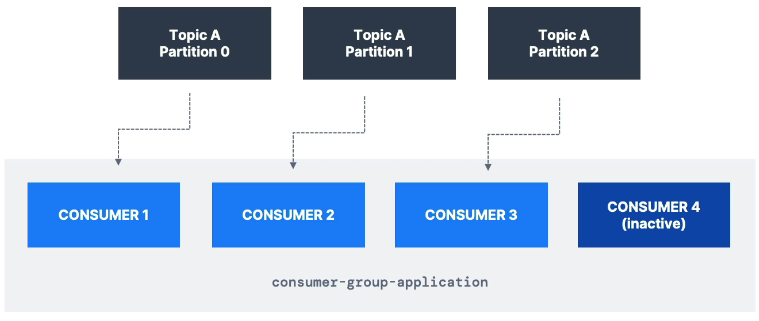 Topic A
Partition 0
Topic A
Partition 1
Topic A
Partition 2
CONSUMER 1
CONSUMER 2
CONSUMER 3
CONSUMER 4
(inactive)
consumer-group-application